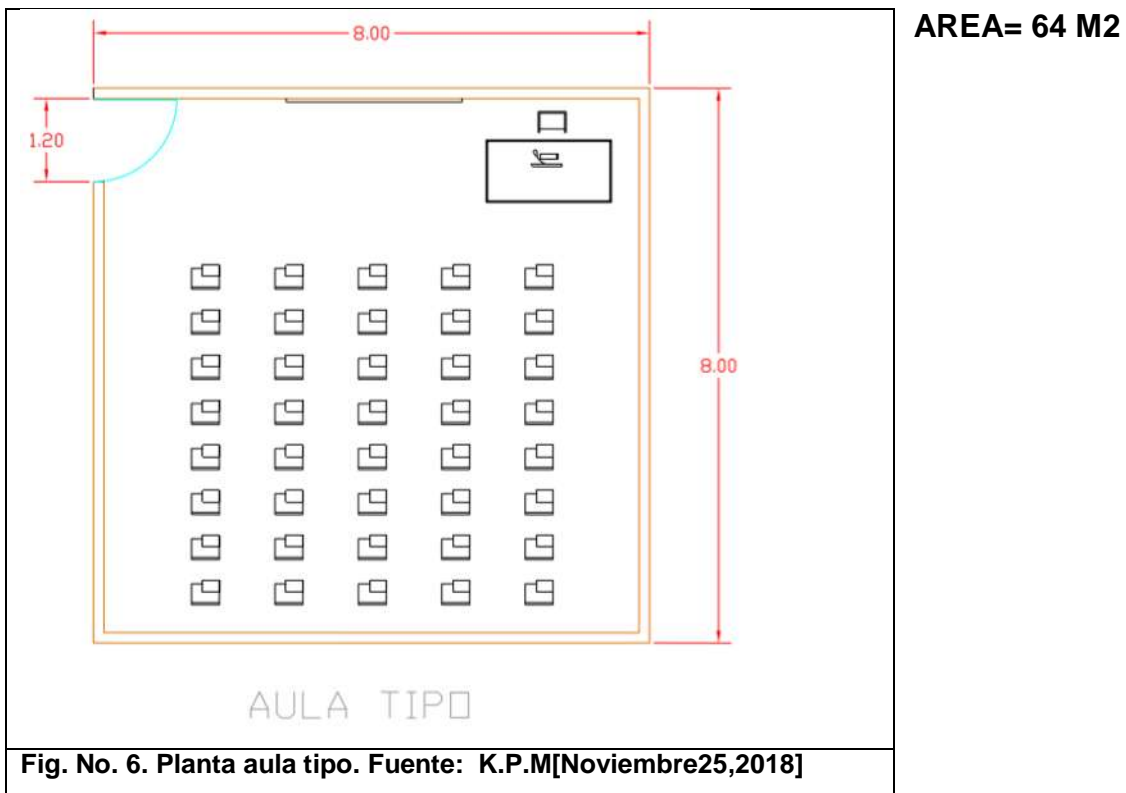 AREA= 64 M2
8.00
1.20
8.00
AULA TIPO
Fig. No. 6. Planta aula tipo. Fuente: K.P.M[Noviembre25,2018]